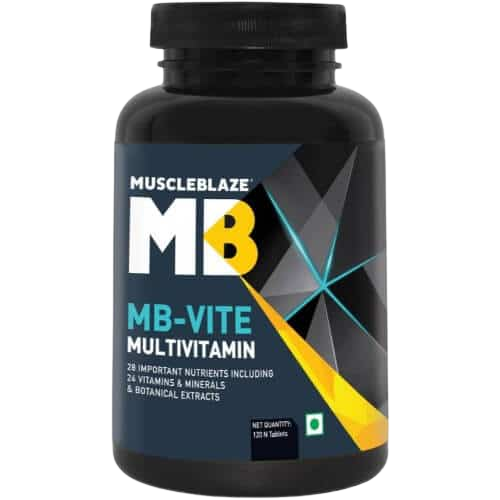 MUSCLEBLAZE®
MB
MB-VITE
MULTIVITAMIN
28 IMPORTANT NUTRIENTS INCLUDING
24 VITAMINS & MINERALS
& BOTANICAL EXTRACTS
NET QUANTITY:
120 N Tablets